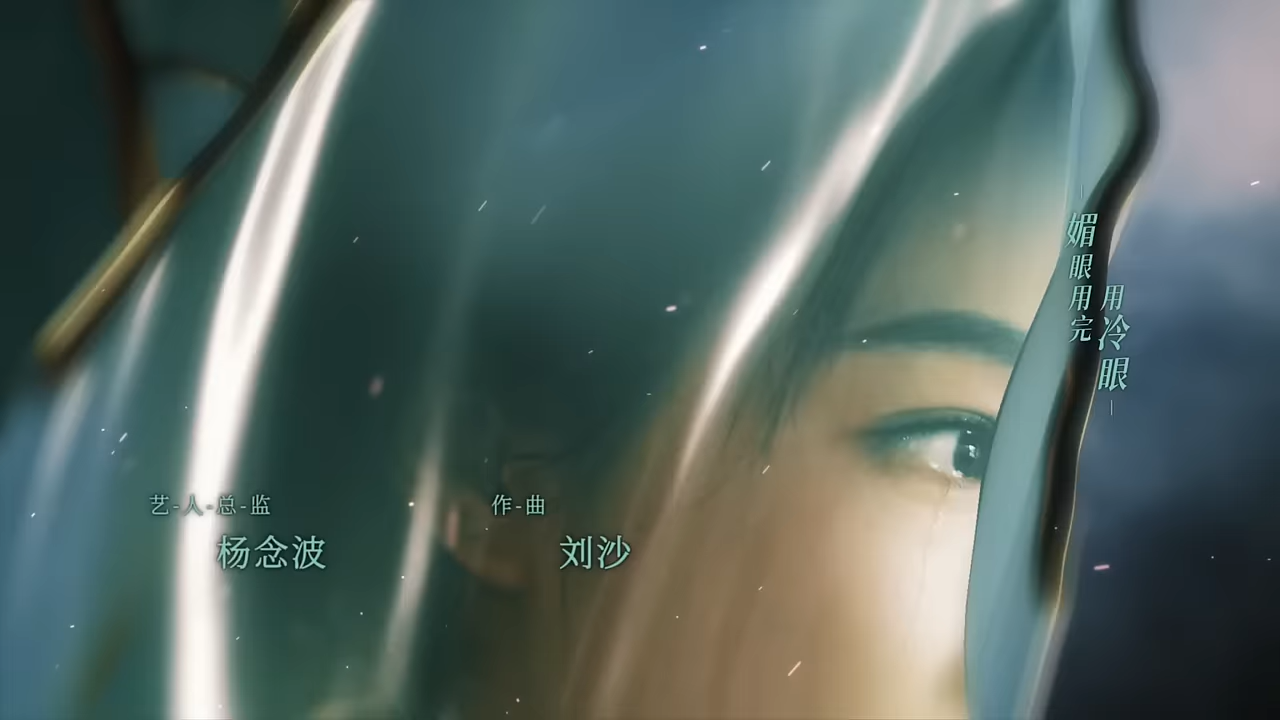 媚眼用完
用冷眼
艺-人-总-监
杨念波
作-曲
刘沙